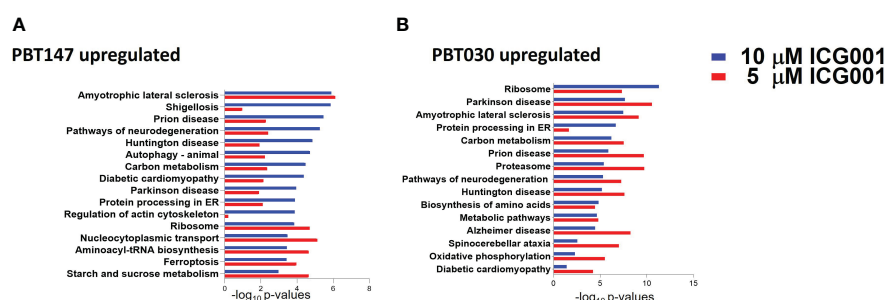 A
PBT147 upregulated
Amyotrophic lateral sclerosis
Shigellosis
Prion disease
Pathways of neurodegeneration
Huntington disease
Autophagy - animal
Carbon metabolism
Diabetic cardiomyopathy
Parkinson disease
Protein processing in ER
Regulation of actin cytoskeleton
Ribosome
Nucleocytoplasmic transport
Aminoacyl-tRNA biosynthesis
Ferroptosis
Starch and sucrose metabolism
0 2 4 6 8
-log10 p-values
B
PBT030 upregulated
Ribosome
Parkinson disease
Amyotrophic lateral sclerosis
Protein processing in ER
Carbon metabolism
Prion disease
Proteasome
Pathways of neurodegeneration
Huntington disease
Biosynthesis of amino acids
Metabolic pathways
Alzheimer disease
Spinocerebellar ataxia
Oxidative phosphorylation
Diabetic cardiomyopathy
0 5 10 15
-log10 p-values
10 μM ICG001
5 μM ICG001